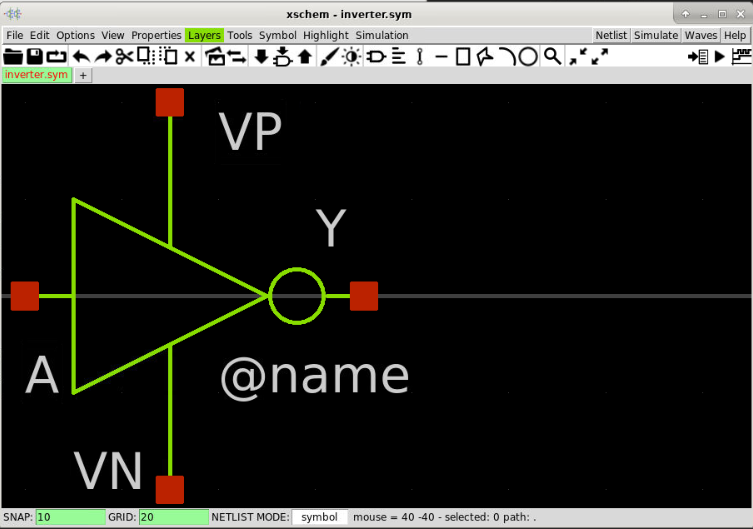 xschem - inverter.sym
File Edit Options View Properties Layers Tools Symbol Highlight Simulation Netlist Simulate Waves Help
inverter.sym +
VP
Y
A
@name
VN
SNAP: 10 GRID: 20 NETLIST MODE: symbol mouse = 40 -40 - selected: 0 path: .